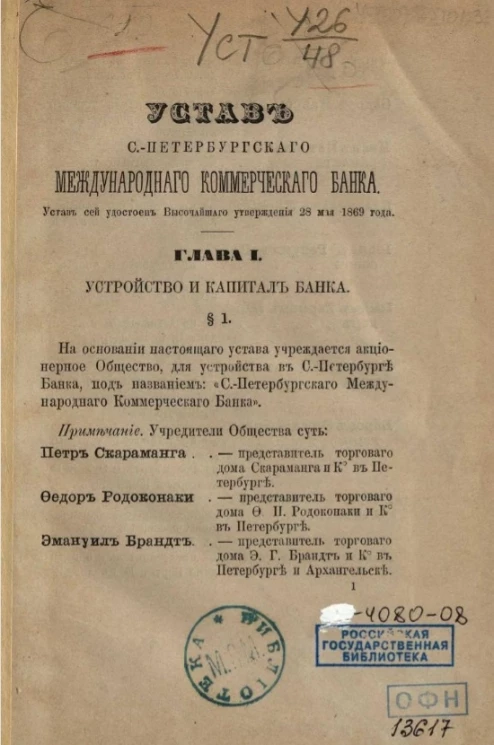 Уст У26
48
УСТАВЪ
С.-ПЕТЕРБУРГСКАГО
МЕЖДУНАРОДНАГО КОММЕРЧЕСКАГО БАНКА.
Уставъ сей удостоенъ Высочайшаго утвержденія 28 мая 1869 года.
ГЛАВА I.
УСТРОЙСТВО И КАПИТАЛЪ БАНКА.
§ 1.
На основаніи настоящаго устава учреждается акціо-
нерное Общество, для устройства въ С.-Петербургѣ
Банка, подъ названіемъ: «С.-Петербургскаго Между-
народнаго Коммерческаго Банка».
Примѣчаніе. Учредители Общества суть:
Петръ Скараманга . . — представитель торговаго
дома Скараманга и К° въ Пе-
тербургѣ.
Ѳедоръ Родоконаки . — представитель торговаго
дома Ѳ. П. Родоконаки и К°
въ Петербургѣ.
Эмануилъ Брандтъ. . — представитель торговаго
дома Э. Г. Брандтъ и К° въ
Петербургѣ и Архангельскѣ.
1
-4080-08
РОССИЙСКАЯ
ГОСУДАРСТВЕННАЯ
БИБЛИОТЕКА
БИБЛІОТЕКА
ОФН
13617